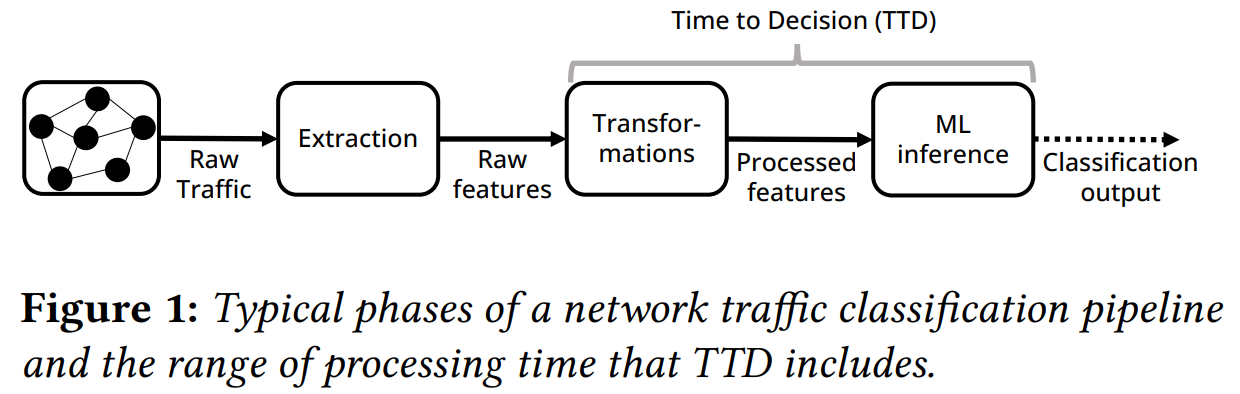 Time to Decision (TTD)
Raw
Traffic
Extraction
Raw
features
Transfor-
mations
Processed
features
ML
inference
Classification
output
Figure 1: Typical phases of a network traffic classification pipeline
and the range of processing time that TTD includes.